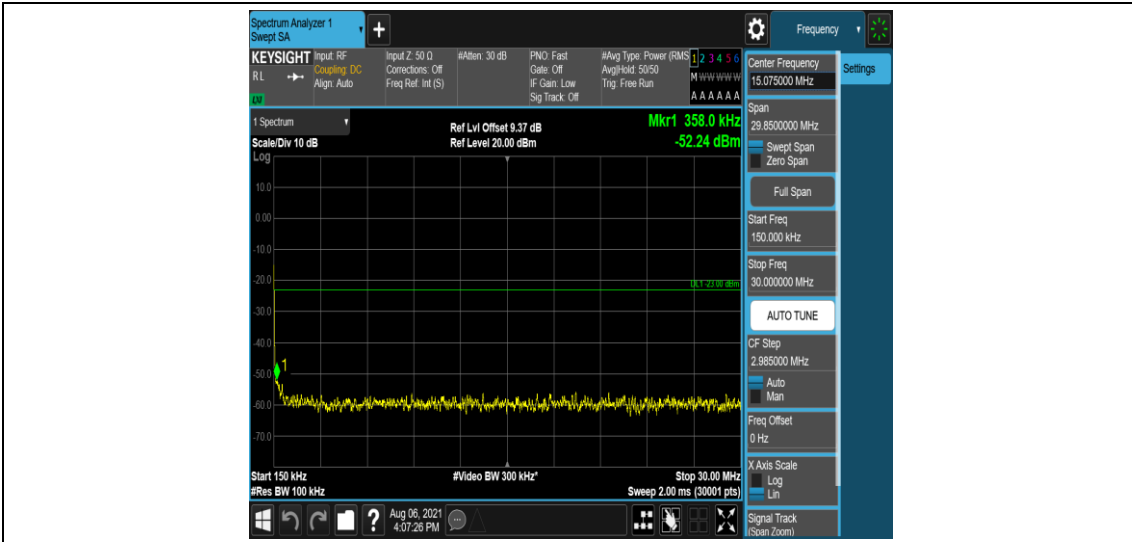 Spectrum Analyzer 1
Swept SA
Frequency
KEYSIGHT
RL
LXI
Input: RF
Coupling: DC
Align: Auto
Input Z: 50 Ω
Corrections: Off
Freq Ref: Int (S)
#Atten: 30 dB
PNO: Fast
Gate: Off
IF Gain: Low
Sig Track: Off
#Avg Type: Power (RMS
Avg|Hold: 50/50
Trig: Free Run
1 2 3 4 5 6
M W W W W W
A A A A A A
1 Spectrum
Scale/Div 10 dB
Log
Ref Lvl Offset 9.37 dB
Ref Level 20.00 dBm
Mkr1 358.0 kHz
-52.24 dBm
10.0
0.00
-10.0
-20.0
DL1 -23.00 dBm
-30.0
-40.0
1
-50.0
-60.0
-70.0
Start 150 kHz
#Res BW 100 kHz
#Video BW 300 kHz*
Stop 30.00 MHz
Sweep 2.00 ms (30001 pts)
?
Aug 06, 2021
4:07:26 PM
Center Frequency
15.075000 MHz
Settings
Span
29.8500000 MHz
Swept Span
Zero Span
Full Span
Start Freq
150.000 kHz
Stop Freq
30.000000 MHz
AUTO TUNE
CF Step
2.985000 MHz
Auto
Man
Freq Offset
0 Hz
X Axis Scale
Log
Lin
Signal Track
(Span Zoom)